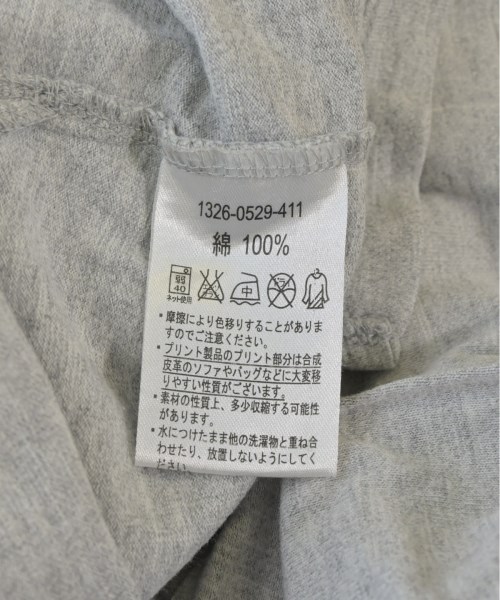 1326-0529-411
綿 100%
弱
40
中
ネット使用
・摩擦により色移りすることがありま
すのでご注意ください。
・プリント製品のプリント部分は合成
皮革のソファやバッグなどに大変移
りやすい性質がございます。
・素材の性質上、多少収縮する可能性
があります。
・水につけたまま他の洗濯物と重ね合
わせたり、放置しないようにしてく
ださい。